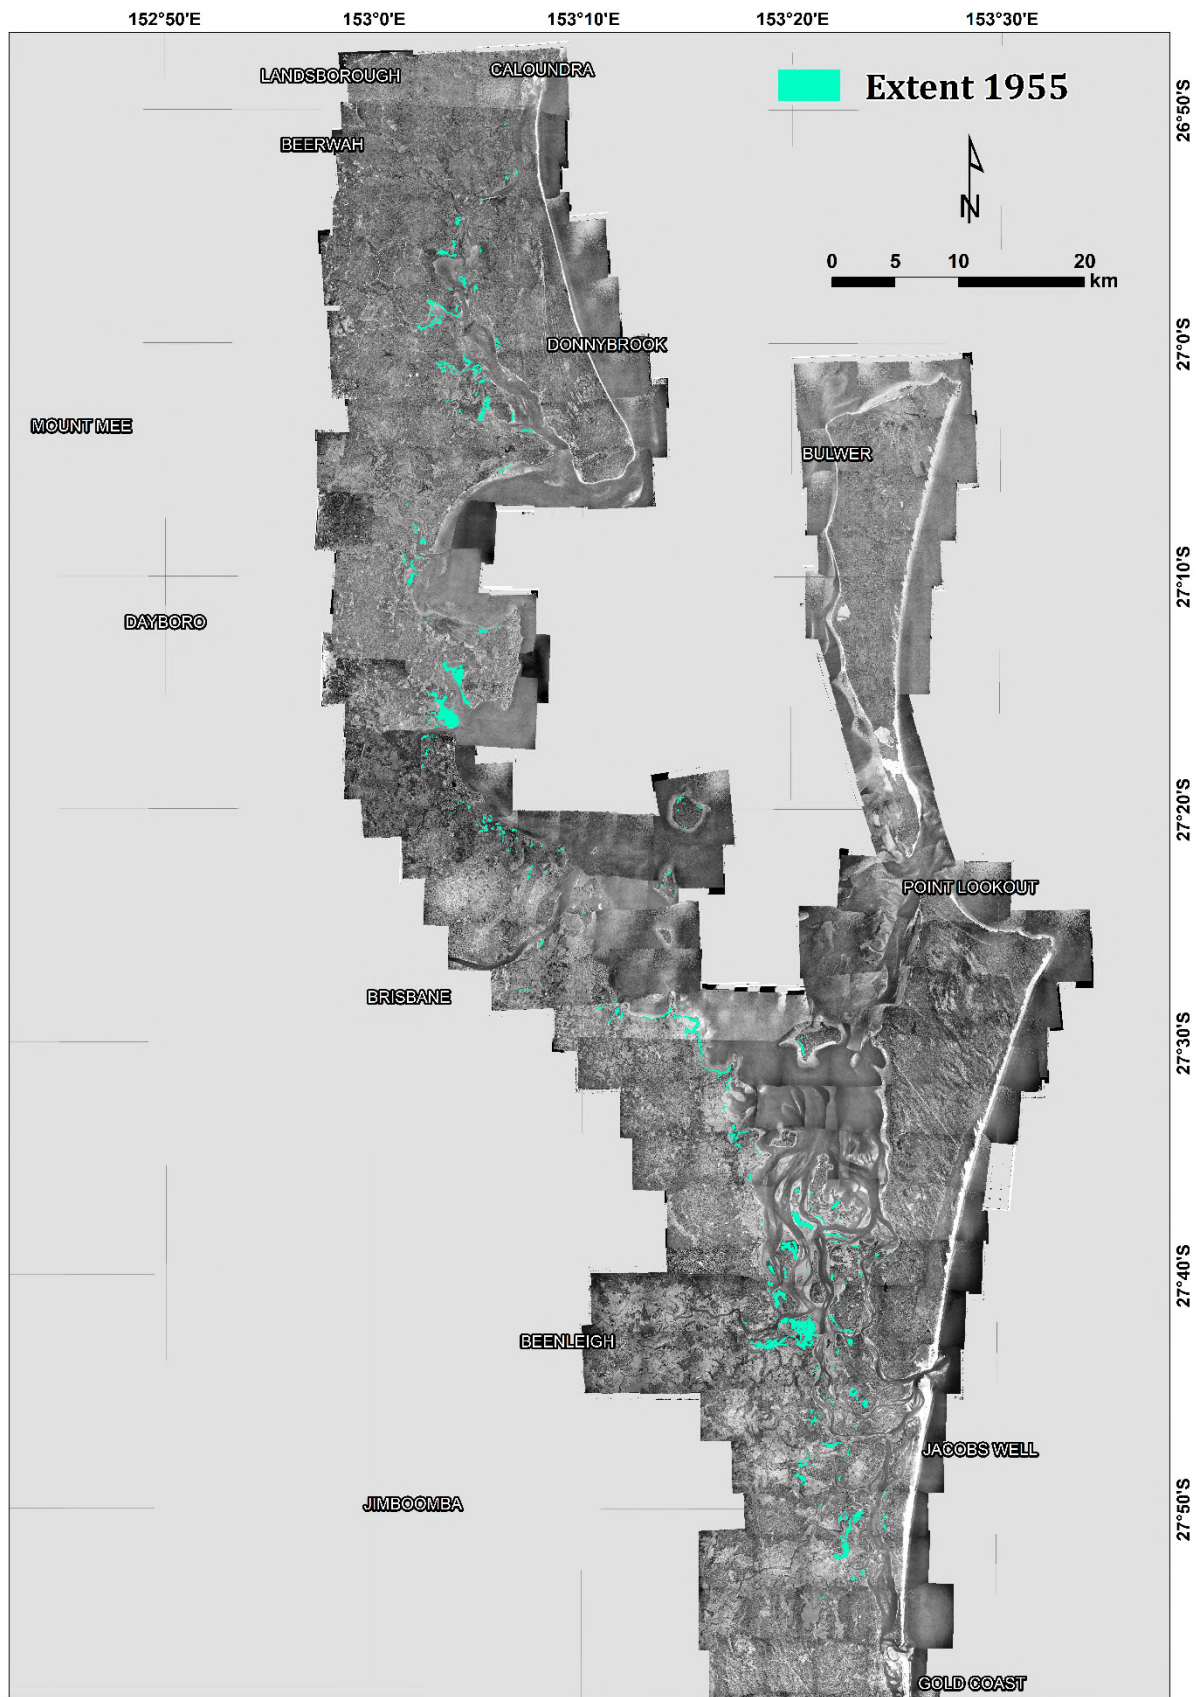 152°50'E 153°0'E 153°10'E 153°20'E 153°30'E
LANDSBOROUGH
CALOUNDRA
Extent 1955
26°50'S
BEERWAH
N
0 5 10 20
km
27°0'S
DONNYBROOK
MOUNT MEE
BULWER
27°10'S
DAYBORO
27°20'S
POINT LOOKOUT
BRISBANE
27°30'S
27°40'S
BEENLEIGH
JACOBS WELL
JIMBOOMBA
27°50'S
GOLD COAST